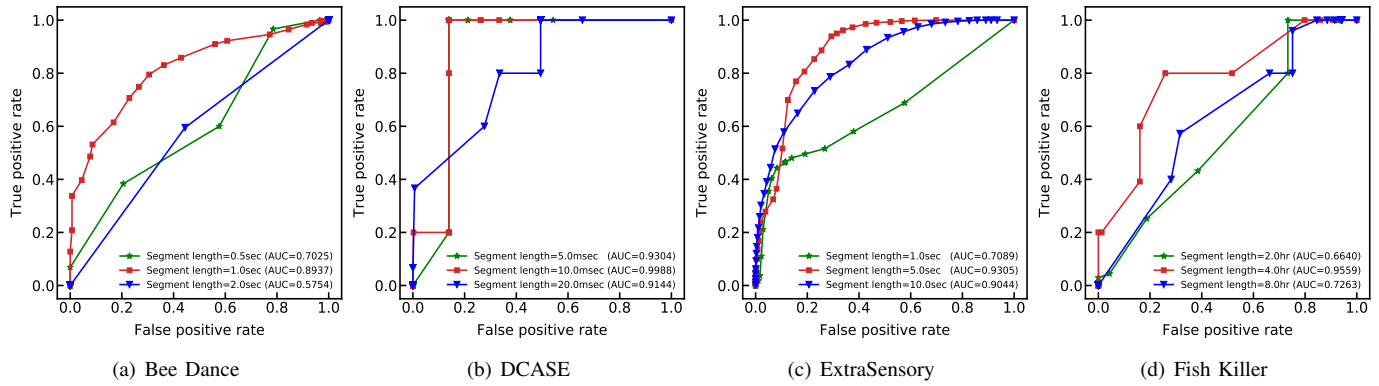 True positive rate
1.0
0.8
0.6
0.4
0.2
0.0
Segment length=0.5sec (AUC=0.7025)
Segment length=1.0sec (AUC=0.8937)
Segment length=2.0sec (AUC=0.5754)
0.0 0.2 0.4 0.6 0.8 1.0
False positive rate
(a) Bee Dance
True positive rate
1.0
0.8
0.6
0.4
0.2
0.0
Segment length=5.0msec (AUC=0.9304)
Segment length=10.0msec (AUC=0.9988)
Segment length=20.0msec (AUC=0.9144)
0.0 0.2 0.4 0.6 0.8 1.0
False positive rate
(b) DCASE
True positive rate
1.0
0.8
0.6
0.4
0.2
0.0
Segment length=1.0sec (AUC=0.7089)
Segment length=5.0sec (AUC=0.9305)
Segment length=10.0sec (AUC=0.9044)
0.0 0.2 0.4 0.6 0.8 1.0
False positive rate
(c) ExtraSensory
True positive rate
1.0
0.8
0.6
0.4
0.2
0.0
Segment length=2.0hr (AUC=0.6640)
Segment length=4.0hr (AUC=0.9559)
Segment length=8.0hr (AUC=0.7263)
0.0 0.2 0.4 0.6 0.8 1.0
False positive rate
(d) Fish Killer